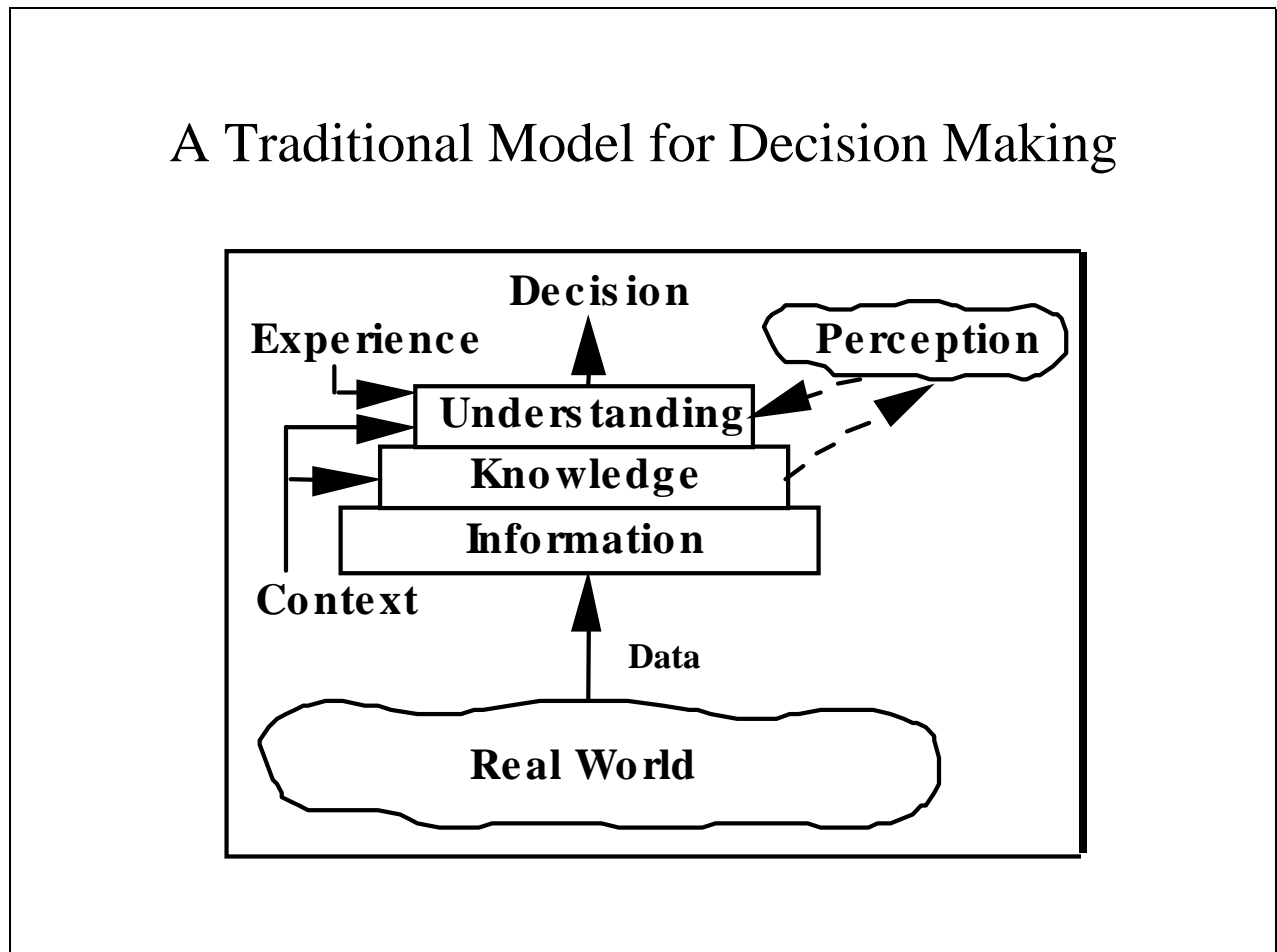 A Traditional Model for Decision Making
Decision
Experience
Perception
Understanding
Knowledge
Information
Context
Data
Real World